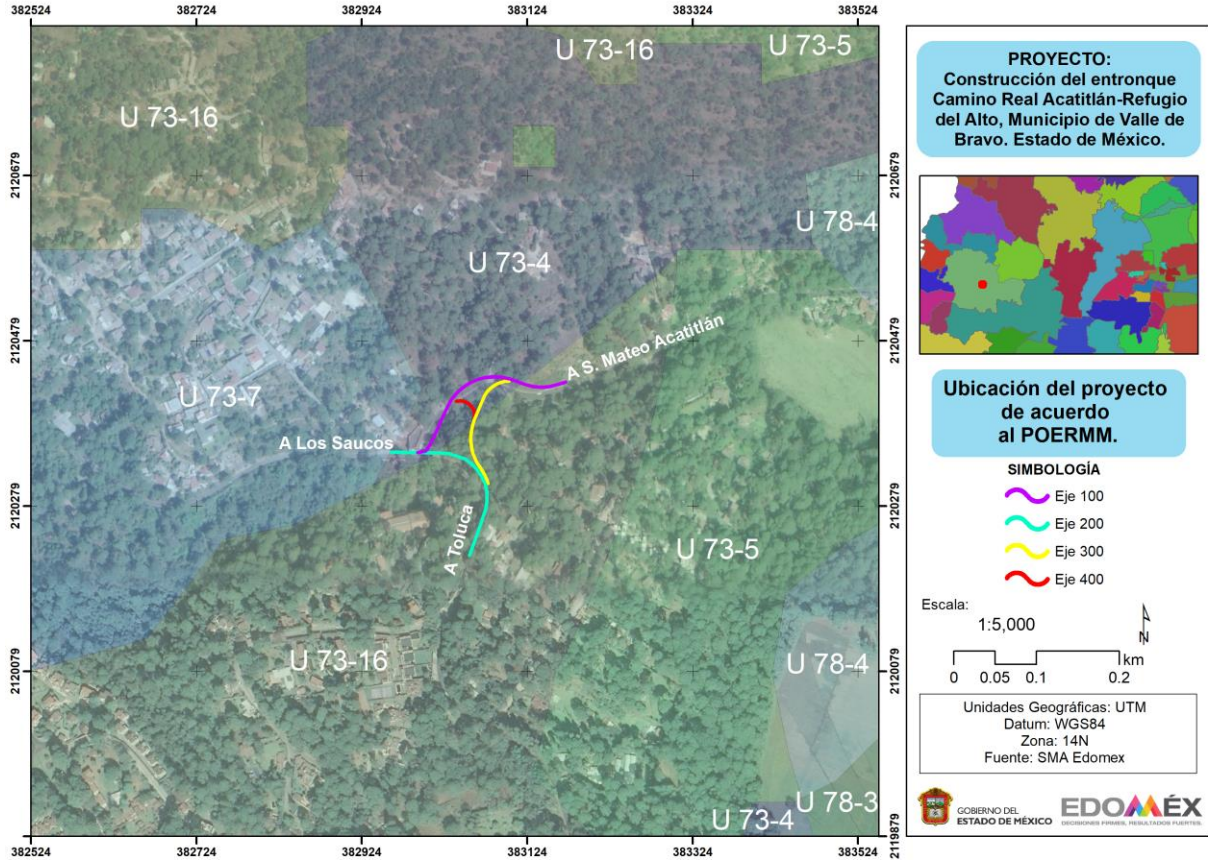 382524
382724
382924
383124
383324
383524
2120679
2120479
2120279
2120079
2119879
U 73-16
U 73-5
U 73-16
U 78-4
U 73-4
A S. Mateo Acatitlán
U 73-7
A Los Saucos
A Toluca
U 73-5
U 73-16
U 78-4
U 78-3
U 73-4
2120679
2120479
2120279
2120079
2119879
382524
382724
382924
383124
383324
383524
PROYECTO:
Construcción del entronque
Camino Real Acatitlán-Refugio
del Alto, Municipio de Valle de
Bravo. Estado de México.
Ubicación del proyecto
de acuerdo
al POERMM.
SIMBOLOGÍA
Eje 100
Eje 200
Eje 300
Eje 400
Escala:
1:5,000
N
km
0 0.05 0.1 0.2
Unidades Geográficas: UTM
Datum: WGS84
Zona: 14N
Fuente: SMA Edomex
GOBIERNO DEL
ESTADO DE MÉXICO
EDOMÉX
DECISIONES FIRMES, RESULTADOS FUERTES.